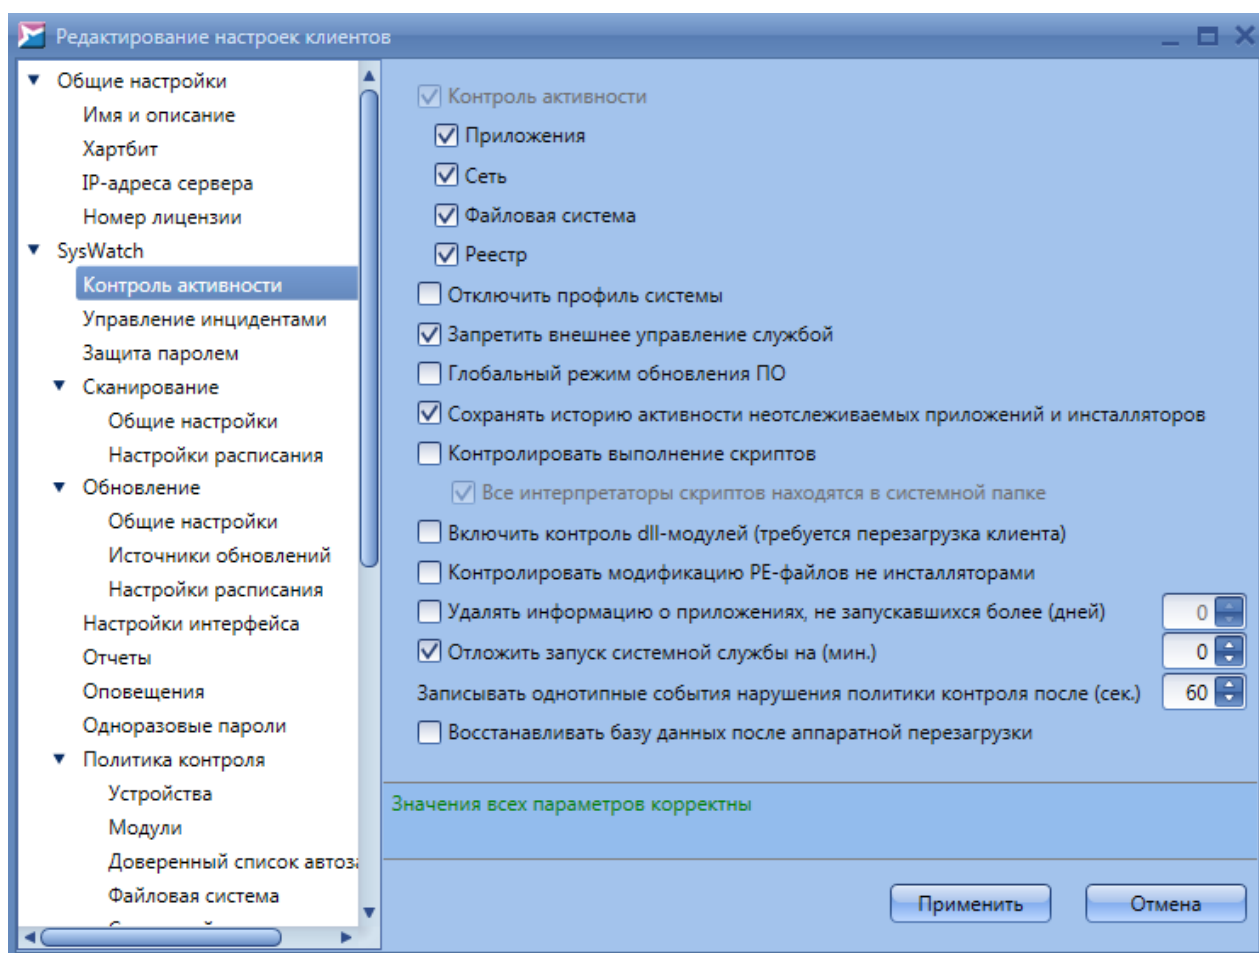 Редактирование настроек клиентов
Общие настройки
Имя и описание
Хартбит
IP-адреса сервера
Номер лицензии
SysWatch
Контроль активности
Управление инцидентами
Защита паролем
Сканирование
Общие настройки
Настройки расписания
Обновление
Общие настройки
Источники обновлений
Настройки расписания
Настройки интерфейса
Отчеты
Оповещения
Одноразовые пароли
Политика контроля
Устройства
Модули
Доверенный список автоза
Файловая система
Контроль активности
Приложения
Сеть
Файловая система
Реестр
Отключить профиль системы
Запретить внешнее управление службой
Глобальный режим обновления ПО
Сохранять историю активности неотслеживаемых приложений и инсталляторов
Контролировать выполнение скриптов
Все интерпретаторы скриптов находятся в системной папке
Включить контроль dll-модулей (требуется перезагрузка клиента)
Контролировать модификацию PE-файлов не инсталляторами
Удалять информацию о приложениях, не запускавшихся более (дней) 0
Отложить запуск системной службы на (мин.) 0
Записывать однотипные события нарушения политики контроля после (сек.) 60
Восстанавливать базу данных после аппаратной перезагрузки
Значения всех параметров корректны
Применить Отмена